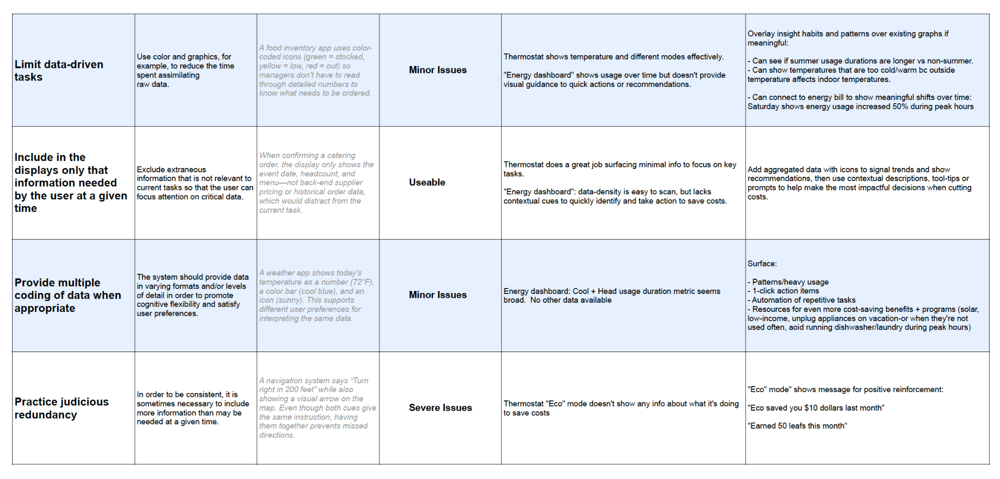 Limit data-driven
tasks
Use color and graphics, for
example, to reduce the time
spent assimilating
raw data.
A food inventory app uses color-
coded icons (green = stocked,
yellow = low, red = out) so
managers don't have to read
through detailed numbers to
know what needs to be ordered.
Minor Issues
Thermostat shows temperature and different modes effectively.
"Energy dashboard" shows usage over time but doesn't provide
visual guidance to quick actions or recommendations.
Overlay insight habits and patterns over existing graphs if
meaningful:
- Can see if summer usage durations are longer vs non-summer.
- Can show temperatures that are too cold/warm bc outside
temperature affects indoor temperatures.
- Can connect to energy bill to show meaningful shifts over time:
Saturday shows energy usage increased 50% during peak hours
Include in the
displays only that
information needed
by the user at a given
time
Exclude extraneous
information that is not relevant to
current tasks so that the user can
focus attention on critical data.
When confirming a catering
order, the display only shows the
event date, headcount, and
menu—not back-end supplier
pricing or historical order data,
which would distract from the
current task.
Useable
Thermostat does a great job surfacing minimal info to focus on key
tasks.
"Energy dashboard": data-density is easy to scan, but lacks
contextual cues to quickly identify and take action to save costs.
Add aggregated data with icons to signal trends and show
recommendations, then use contextual descriptions, tool-tips or
prompts to help make the most impactful decisions when cutting
costs.
Provide multiple
coding of data when
appropriate
The system should provide data
in varying formats and/or levels
of detail in order to promote
cognitive flexibility and satisfy
user preferences.
A weather app shows today's
temperature as a number (72°F),
a color bar (cool blue), and an
icon (sunny). This supports
different user preferences for
interpreting the same data.
Minor Issues
Energy dashboard: Cool + Head usage duration metric seems
broad.  No other data available
Surface:
- Patterns/heavy usage
- 1-click action items
- Automation of repetitive tasks
- Resources for even more cost-saving benefits + programs (solar,
low-income, unplug appliances on vacation-or when they're not
used often, aoid running dishwasher/laundry during peak hours)
Practice judicious
redundancy
In order to be consistent, it is
sometimes necessary to include
more information than may be
needed at a given time.
A navigation system says “Turn
right in 200 feet” while also
showing a visual arrow on the
map. Even though both cues give
the same instruction, having
them together prevents missed
directions.
Severe Issues
Thermostat "Eco" mode doesn't show any info about what it's doing
to save costs
"Eco" mode" shows message for positive reinforcement:
"Eco saved you $10 dollars last month"
"Earned 50 leafs this month"